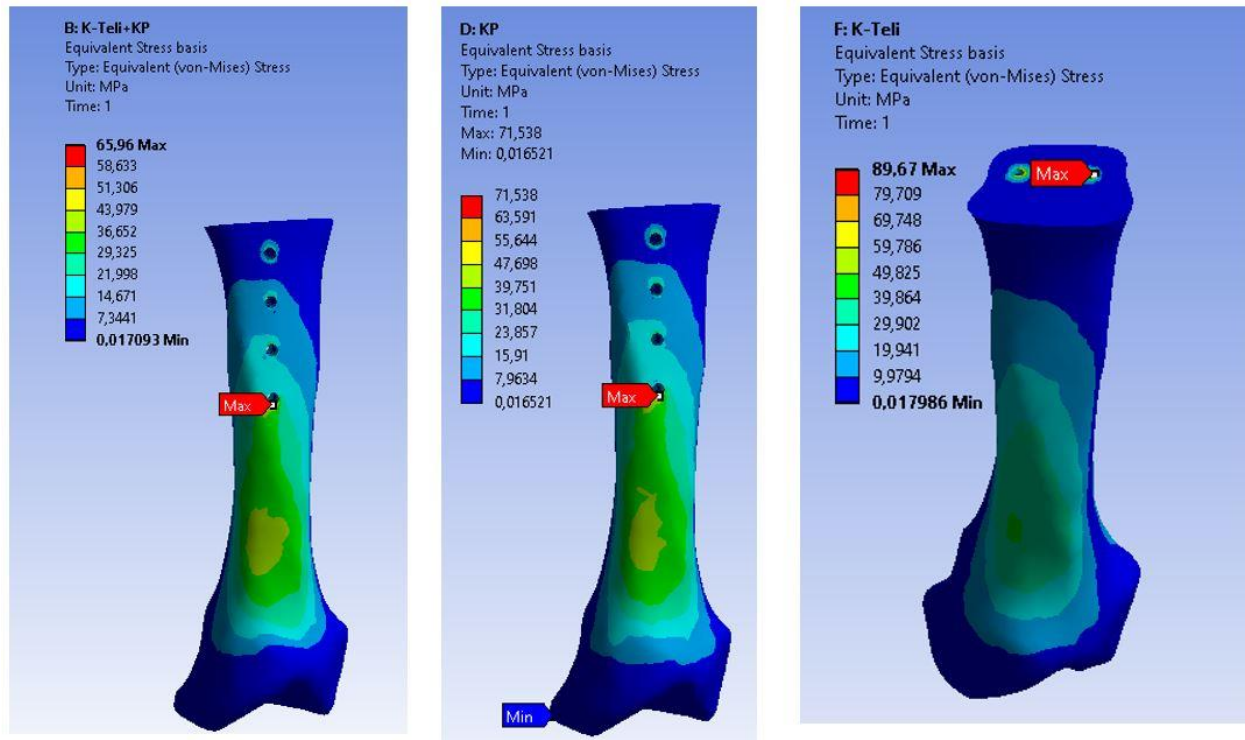 B: K-Teli+KP
Equivalent Stress basis
Type: Equivalent (von-Mises) Stress
Unit: MPa
Time: 1
65,96 Max
58,633
51,306
43,979
36,652
29,325
21,998
14,671
7,3441
0,017093 Min
Max
D: KP
Equivalent Stress basis
Type: Equivalent (von-Mises) Stress
Unit: MPa
Time: 1
Max: 71,538
Min: 0,016521
71,538
63,591
55,644
47,698
39,751
31,804
23,857
15,91
7,9634
0,016521
Max
Min
F: K-Teli
Equivalent Stress basis
Type: Equivalent (von-Mises) Stress
Unit: MPa
Time: 1
89,67 Max
79,709
69,748
59,786
49,825
39,864
29,902
19,941
9,9794
0,017986 Min
Max